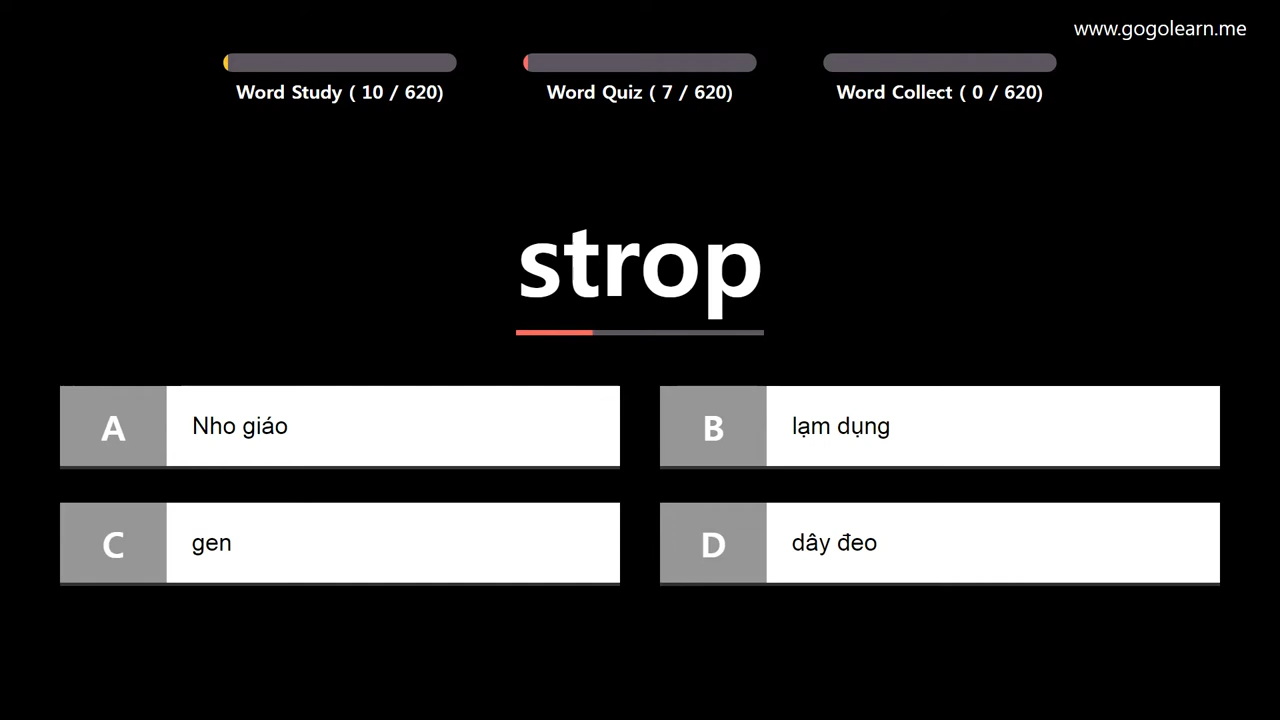 www.gogolearn.me
Word Study ( 10 / 620)
Word Quiz ( 7 / 620)
Word Collect ( 0 / 620)
strop
A Nho giáo
B lạm dụng
C gen
D dây đeo